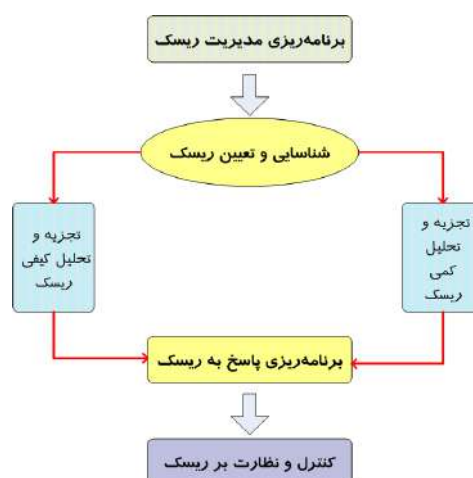 برنامه‌ریزی مدیریت ریسک
شناسایی و تعیین ریسک
تجزیه و
تحلیل
کمی
ریسک
تجزیه و
تحلیل کیفی
ریسک
برنامه‌ریزی پاسخ به ریسک
کنترل و نظارت بر ریسک